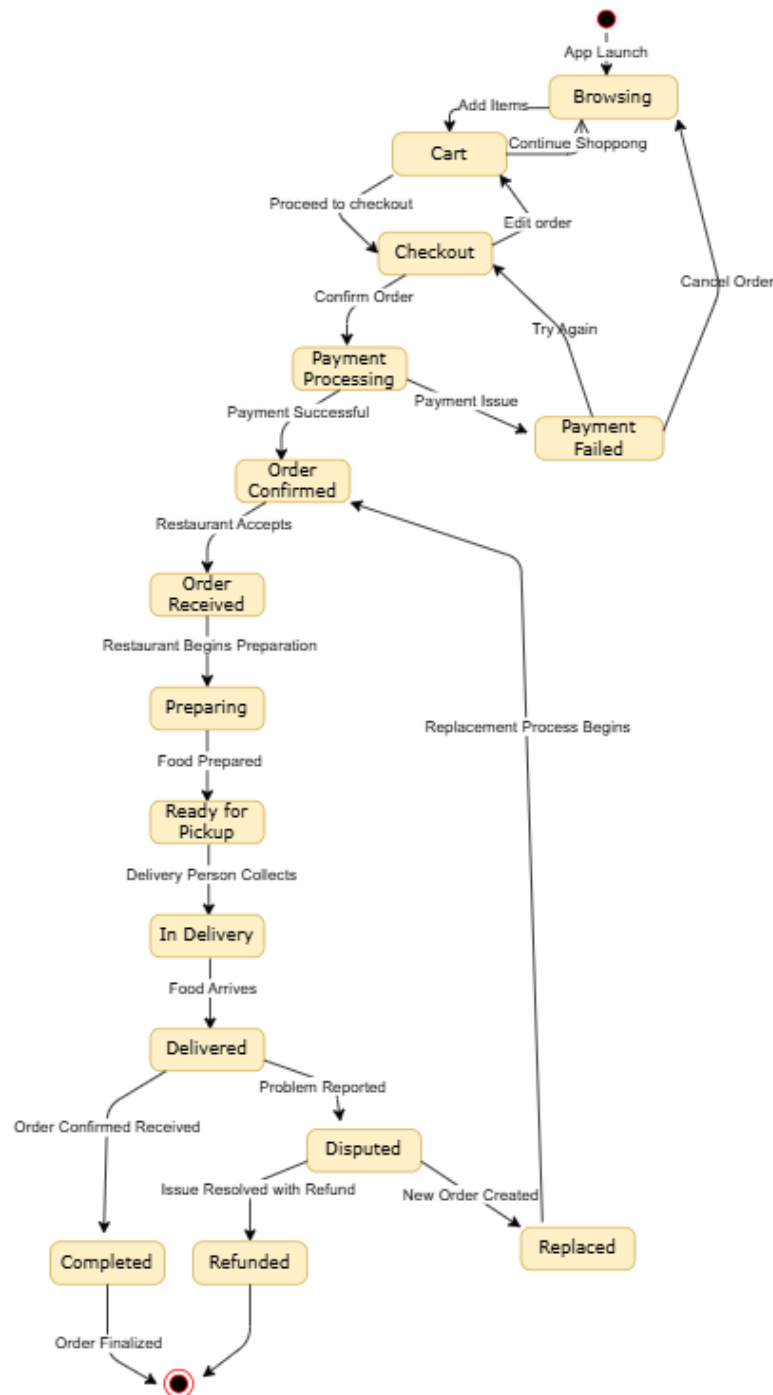 App Launch
Browsing
Add Items
Continue Shoppong
Cart
Proceed to checkout
Edit order
Checkout
Cancel Order
Confirm Order
Try Again
Payment
Processing
Payment Issue
Payment Successful
Payment
Failed
Order
Confirmed
Restaurant Accepts
Order
Received
Restaurant Begins Preparation
Preparing
Replacement Process Begins
Food Prepared
Ready for
Pickup
Delivery Person Collects
In Delivery
Food Arrives
Delivered
Problem Reported
Order Confirmed Received
Disputed
Issue Resolved with Refund
New Order Created
Completed
Refunded
Replaced
Order Finalized